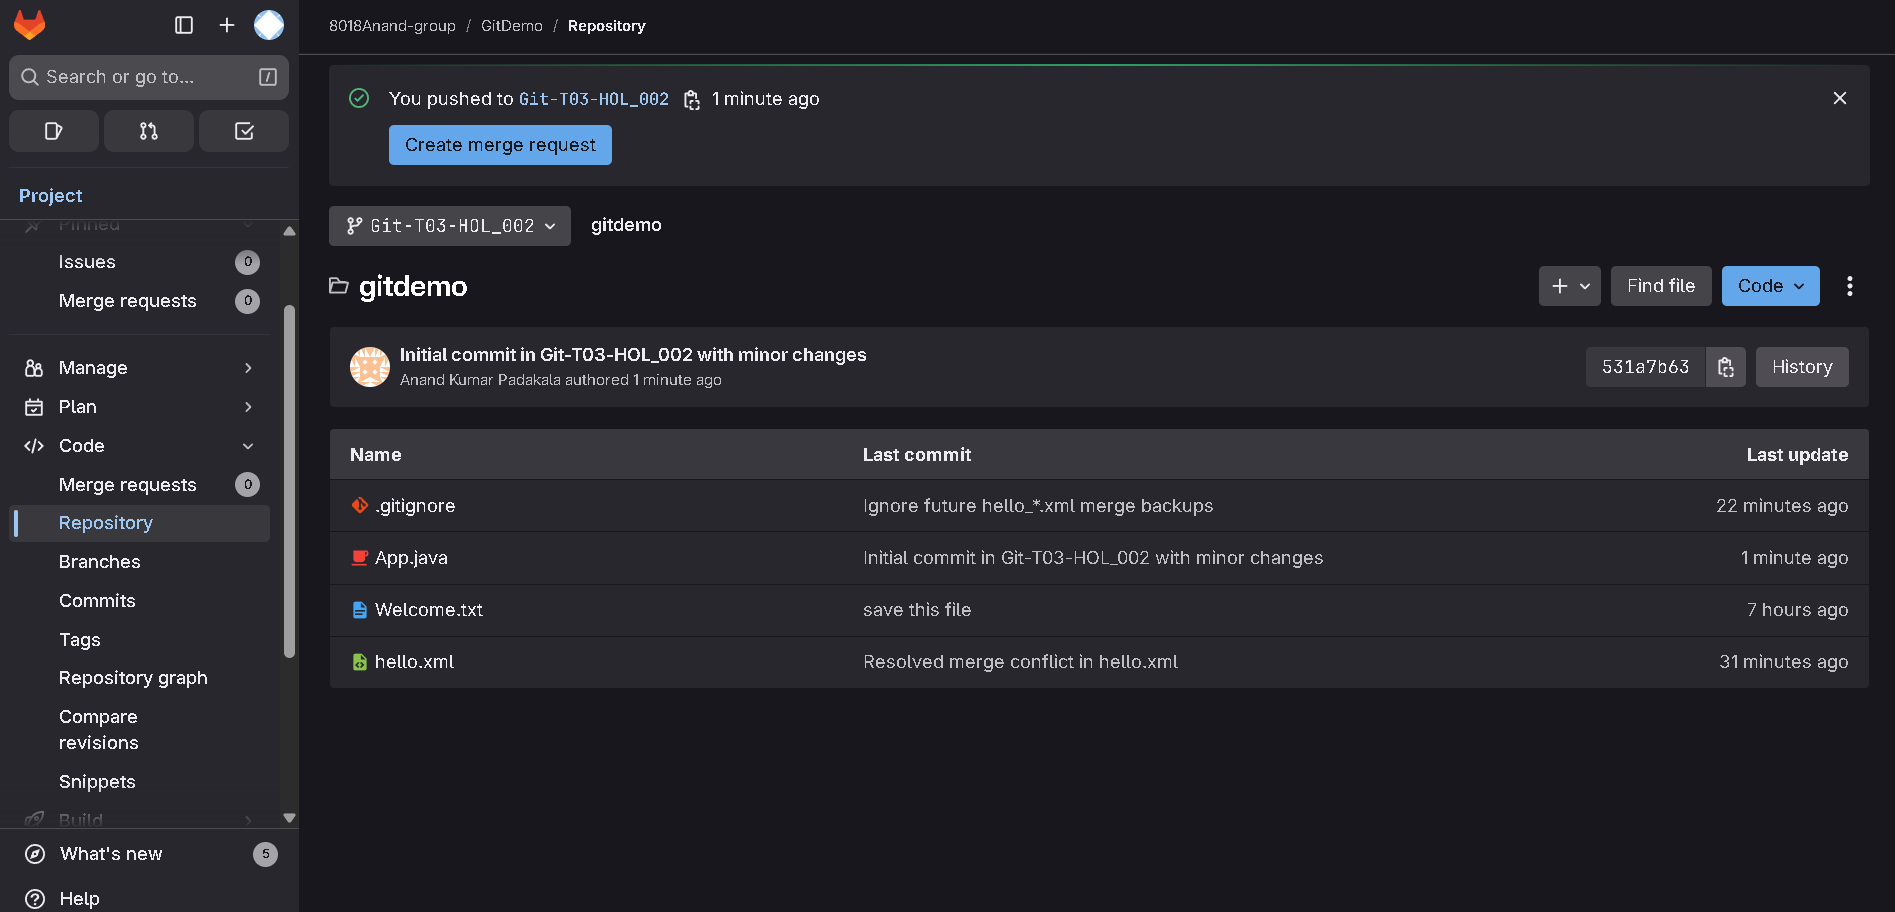 8018Anand-group / GitDemo / Repository
Search or go to...
/
Project
Pinned
Issues 0
Merge requests 0
Manage
Plan
Code
Merge requests 0
Repository
Branches
Commits
Tags
Repository graph
Compare
revisions
Snippets
Build
What's new 5
Help
You pushed to Git-T03-HOL_002 1 minute ago
Create merge request
Git-T03-HOL_002 gitdemo
gitdemo
Find file
Code
Initial commit in Git-T03-HOL_002 with minor changes
Anand Kumar Padakala authored 1 minute ago
531a7b63
History
Name Last commit Last update
.gitignore Ignore future hello_*.xml merge backups 22 minutes ago
App.java Initial commit in Git-T03-HOL_002 with minor changes 1 minute ago
Welcome.txt save this file 7 hours ago
hello.xml Resolved merge conflict in hello.xml 31 minutes ago